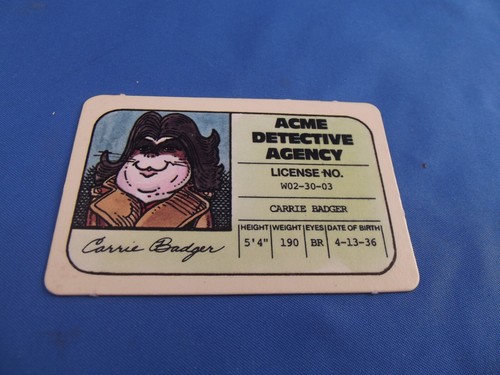 ACME
DETECTIVE
AGENCY
LICENSE NO.
W02-30-03
CARRIE BADGER
HEIGHT WEIGHT EYES DATE OF BIRTH
5'4" 190 BR 4-13-36
Carrie Badger